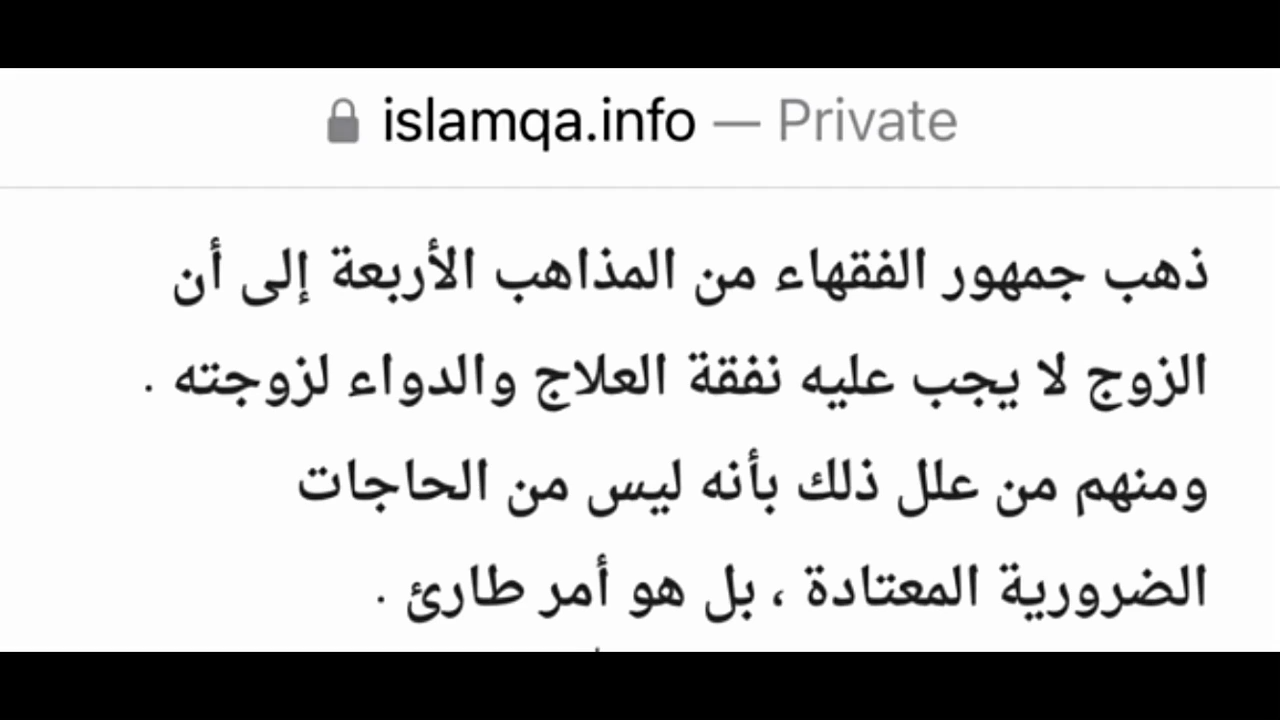 islamqa.info — Private
ذهب جمهور الفقهاء من المذاهب الأربعة إلى أن
الزوج لا يجب عليه نفقة العلاج والدواء لزوجته .
ومنهم من علل ذلك بأنه ليس من الحاجات
الضرورية المعتادة ، بل هو أمر طارئ .